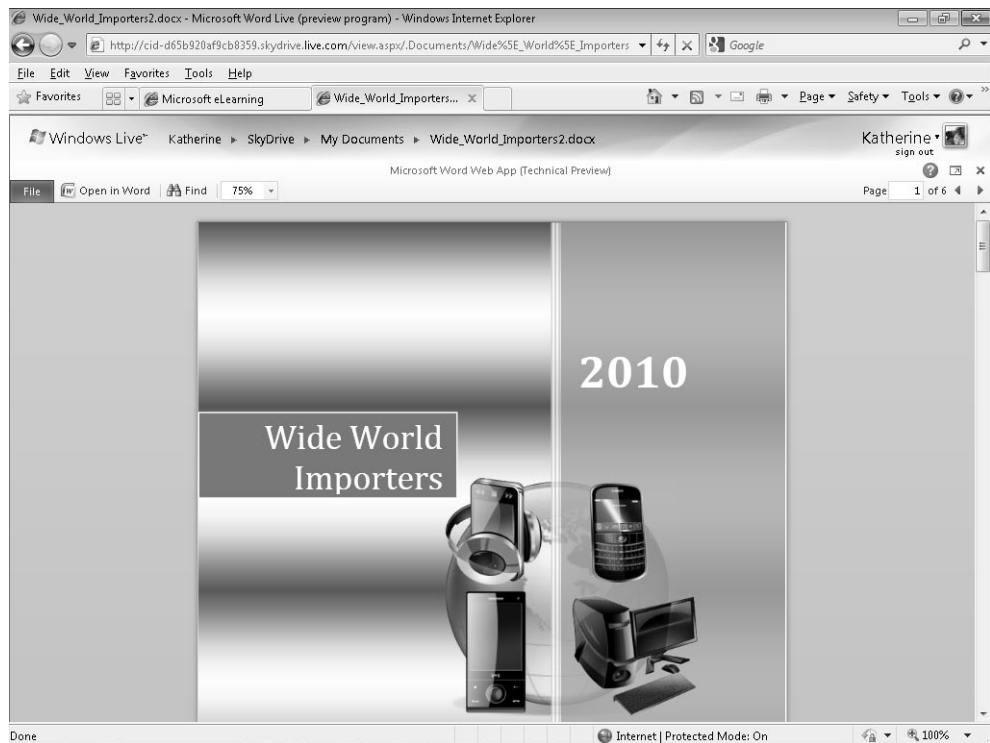 Wide_World_Importers2.docx - Microsoft Word Live (preview program) - Windows Internet Explorer
http://cid-d65b920af9cb8359.skydrive.live.com/view.aspx/.Documents/Wide%5E_World%5E_Importers
Google
File Edit View Favorites Tools Help
Favorites Microsoft eLearning Wide_World_Importers... Page Safety Tools
Windows Live Katherine SkyDrive My Documents Wide_World_Importers2.docx Katherine
sign out
Microsoft Word Web App (Technical Preview)
File Open in Word Find 75% Page 1 of 6
2010
Wide World
Importers
Done Internet | Protected Mode: On 100%